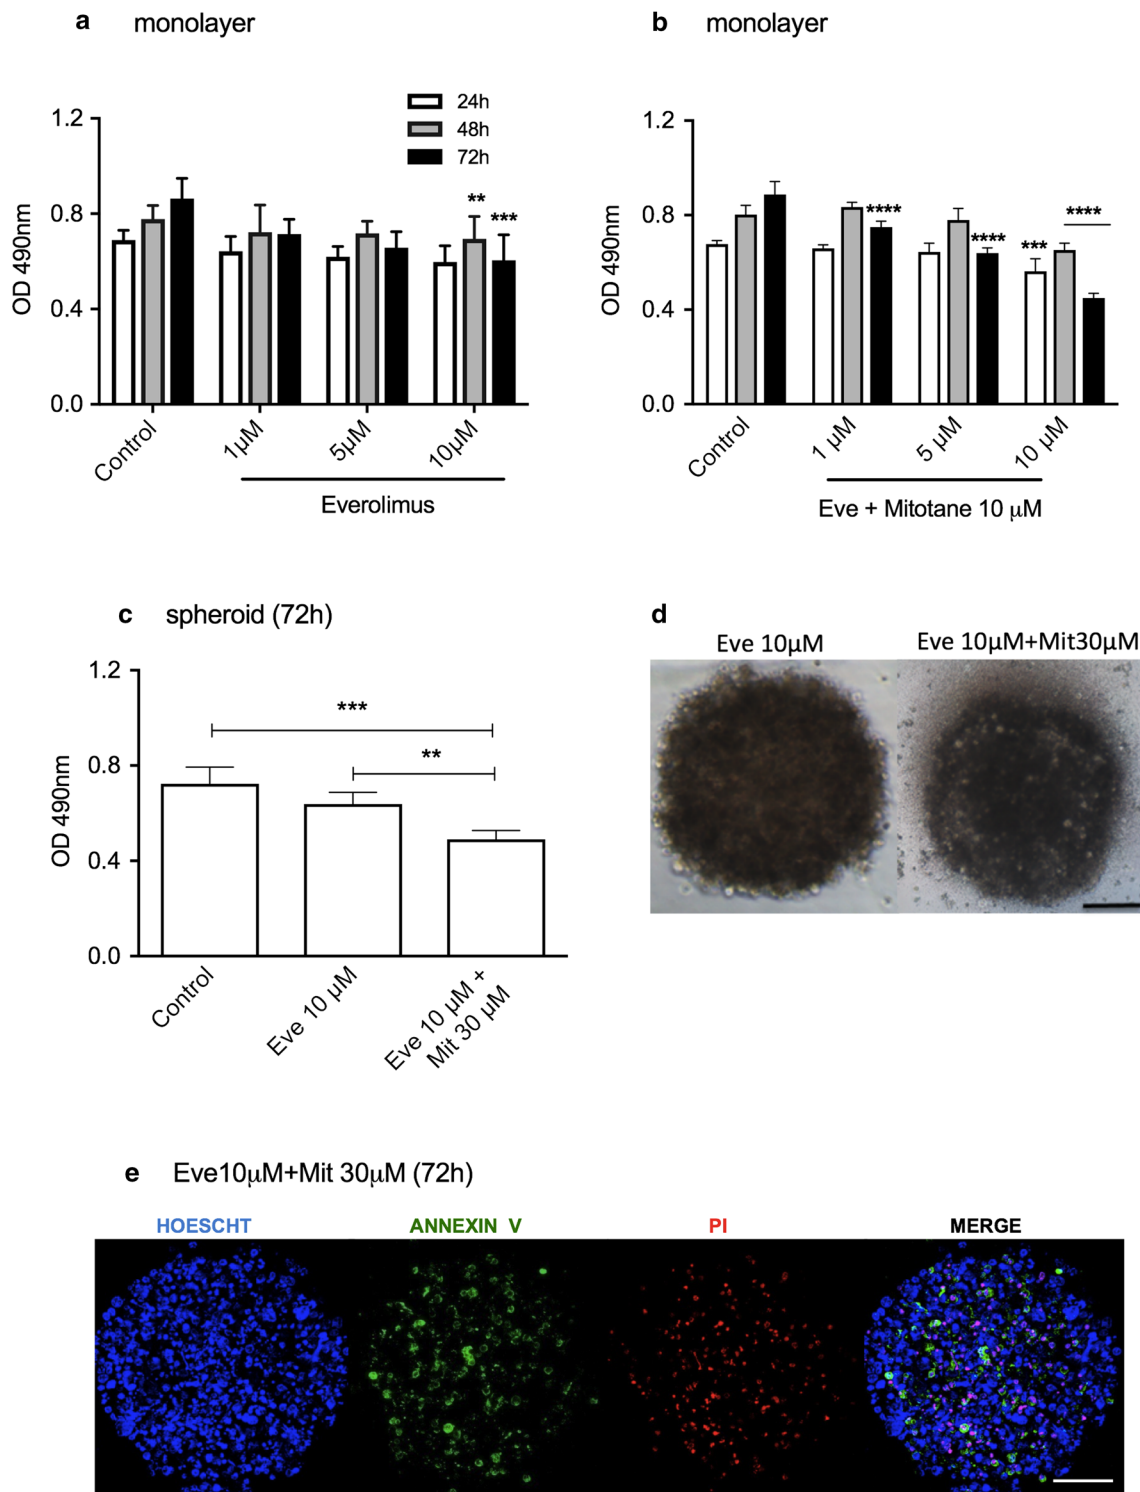 a monolayer
24h
48h
72h
1.2
0.8
0.4
0.0
OD 490nm
**
***
Control
1µM
5µM
10µM
Everolimus
b monolayer
1.2
0.8
0.4
0.0
OD 490nm
****
****
***
****
Control
1 µM
5 µM
10 µM
Eve + Mitotane 10 µM
c spheroid (72h)
1.2
0.8
0.4
0.0
OD 490nm
***
**
Control
Eve 10 µM
Eve 10 µM +
Mit 30 µM
d
Eve 10µM
Eve 10µM+Mit30µM
e Eve10µM+Mit 30µM (72h)
HOESCHT
ANNEXIN V
PI
MERGE